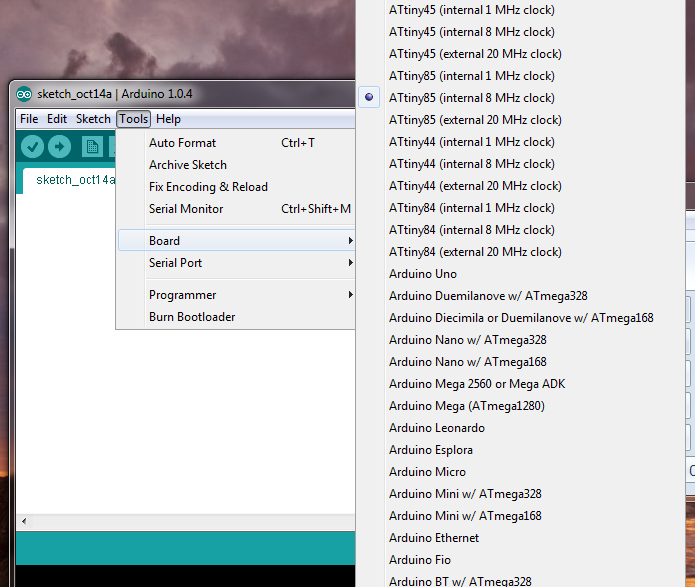 sketch_oct14a | Arduino 1.0.4
File Edit Sketch Tools Help
sketch_oct14a
Auto Format Ctrl+T
Archive Sketch
Fix Encoding & Reload
Serial Monitor Ctrl+Shift+M
Board
Serial Port
Programmer
Burn Bootloader
ATtiny45 (internal 1 MHz clock)
ATtiny45 (internal 8 MHz clock)
ATtiny45 (external 20 MHz clock)
ATtiny85 (internal 1 MHz clock)
ATtiny85 (internal 8 MHz clock)
ATtiny85 (external 20 MHz clock)
ATtiny44 (internal 1 MHz clock)
ATtiny44 (internal 8 MHz clock)
ATtiny44 (external 20 MHz clock)
ATtiny84 (internal 1 MHz clock)
ATtiny84 (internal 8 MHz clock)
ATtiny84 (external 20 MHz clock)
Arduino Uno
Arduino Duemilanove w/ ATmega328
Arduino Diecimila or Duemilanove w/ ATmega168
Arduino Nano w/ ATmega328
Arduino Nano w/ ATmega168
Arduino Mega 2560 or Mega ADK
Arduino Mega (ATmega1280)
Arduino Leonardo
Arduino Esplora
Arduino Micro
Arduino Mini w/ ATmega328
Arduino Mini w/ ATmega168
Arduino Ethernet
Arduino Fio
Arduino BT w/ ATmega328